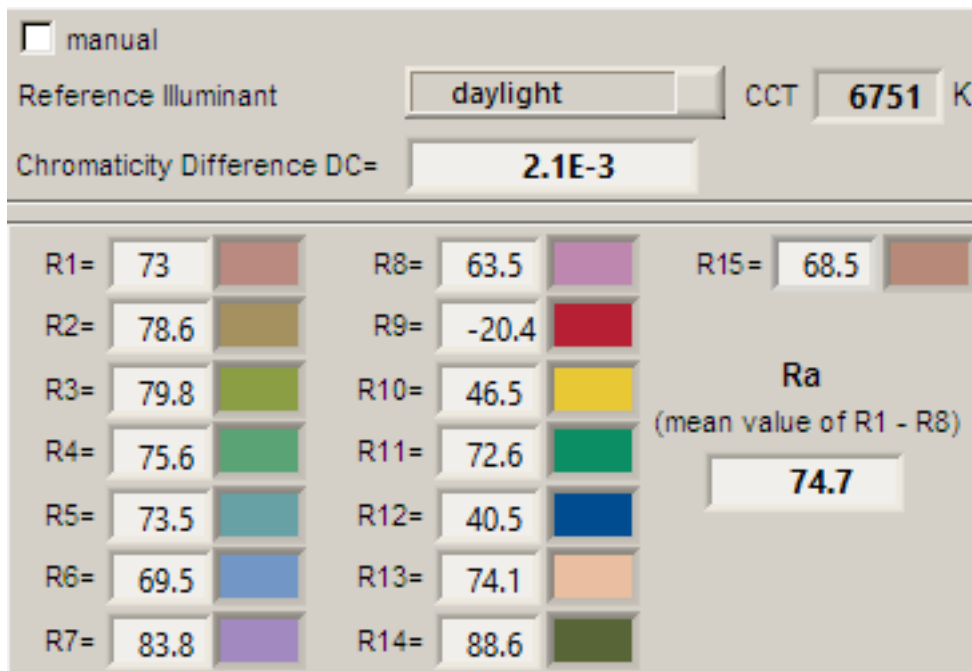 manual
Reference Illuminant daylight CCT 6751 K
Chromaticity Difference DC= 2.1E-3
R1= 73 R8= 63.5 R15= 68.5
R2= 78.6 R9= -20.4
R3= 79.8 R10= 46.5 Ra
(mean value of R1 - R8)
R4= 75.6 R11= 72.6
74.7
R5= 73.5 R12= 40.5
R6= 69.5 R13= 74.1
R7= 83.8 R14= 88.6